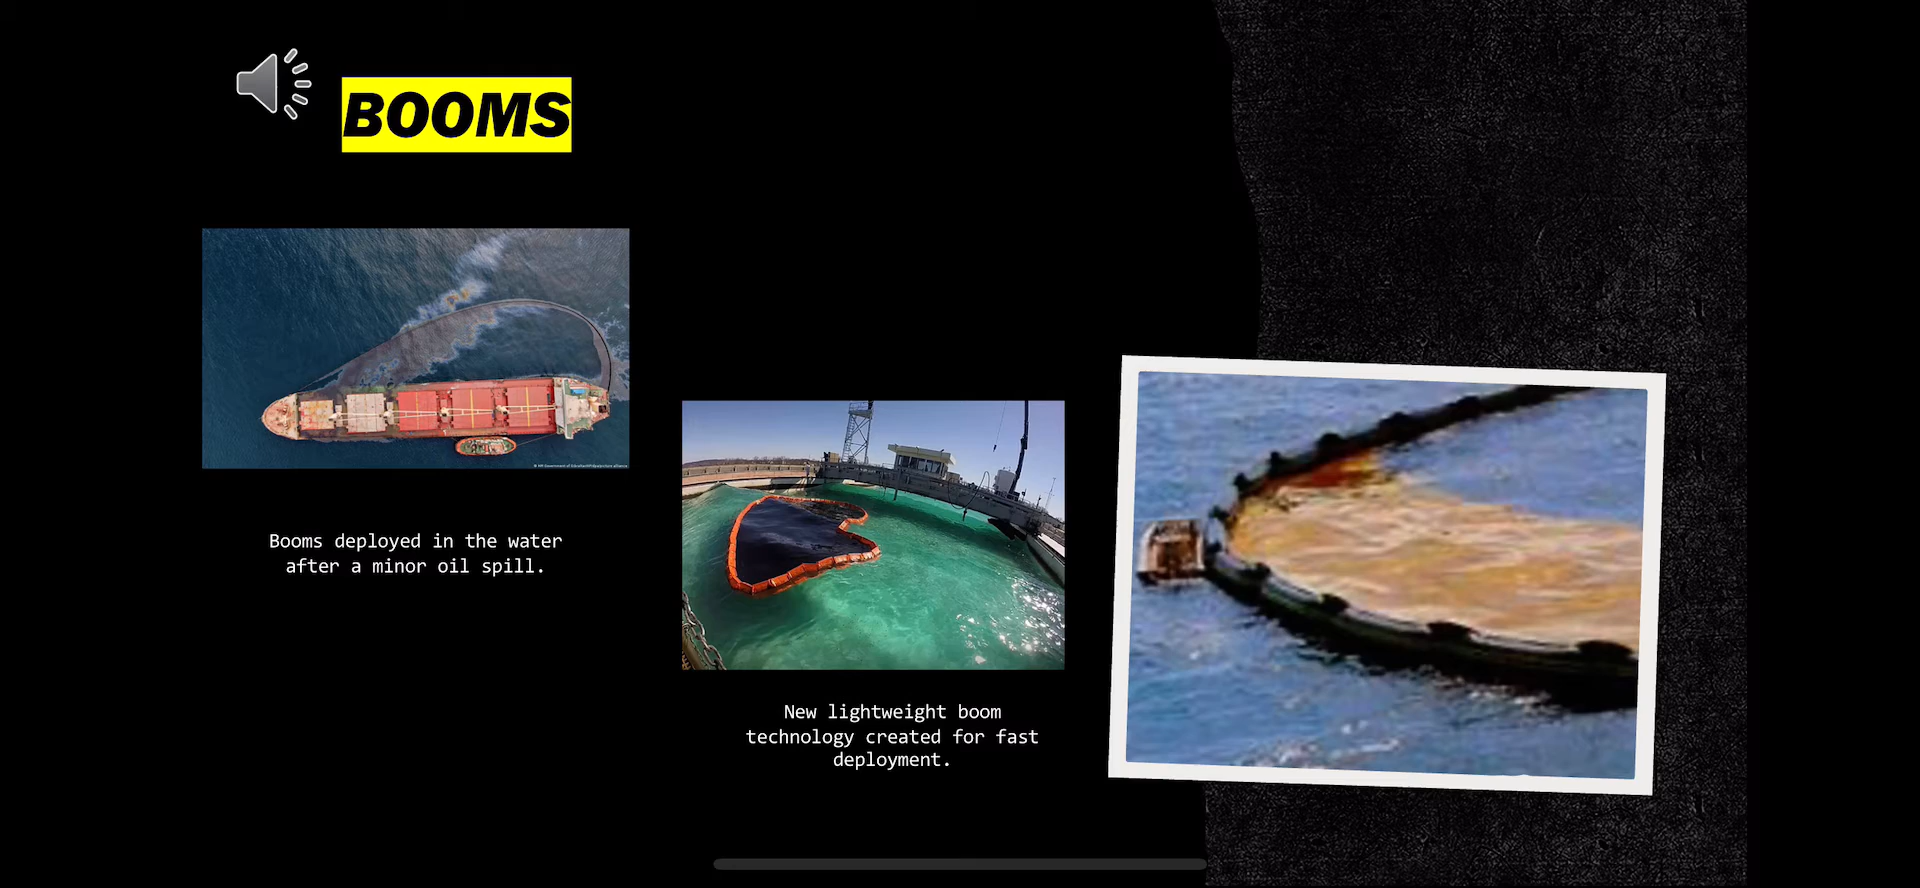 BOOMS
Booms deployed in the water
after a minor oil spill.
New lightweight boom
technology created for fast
deployment.